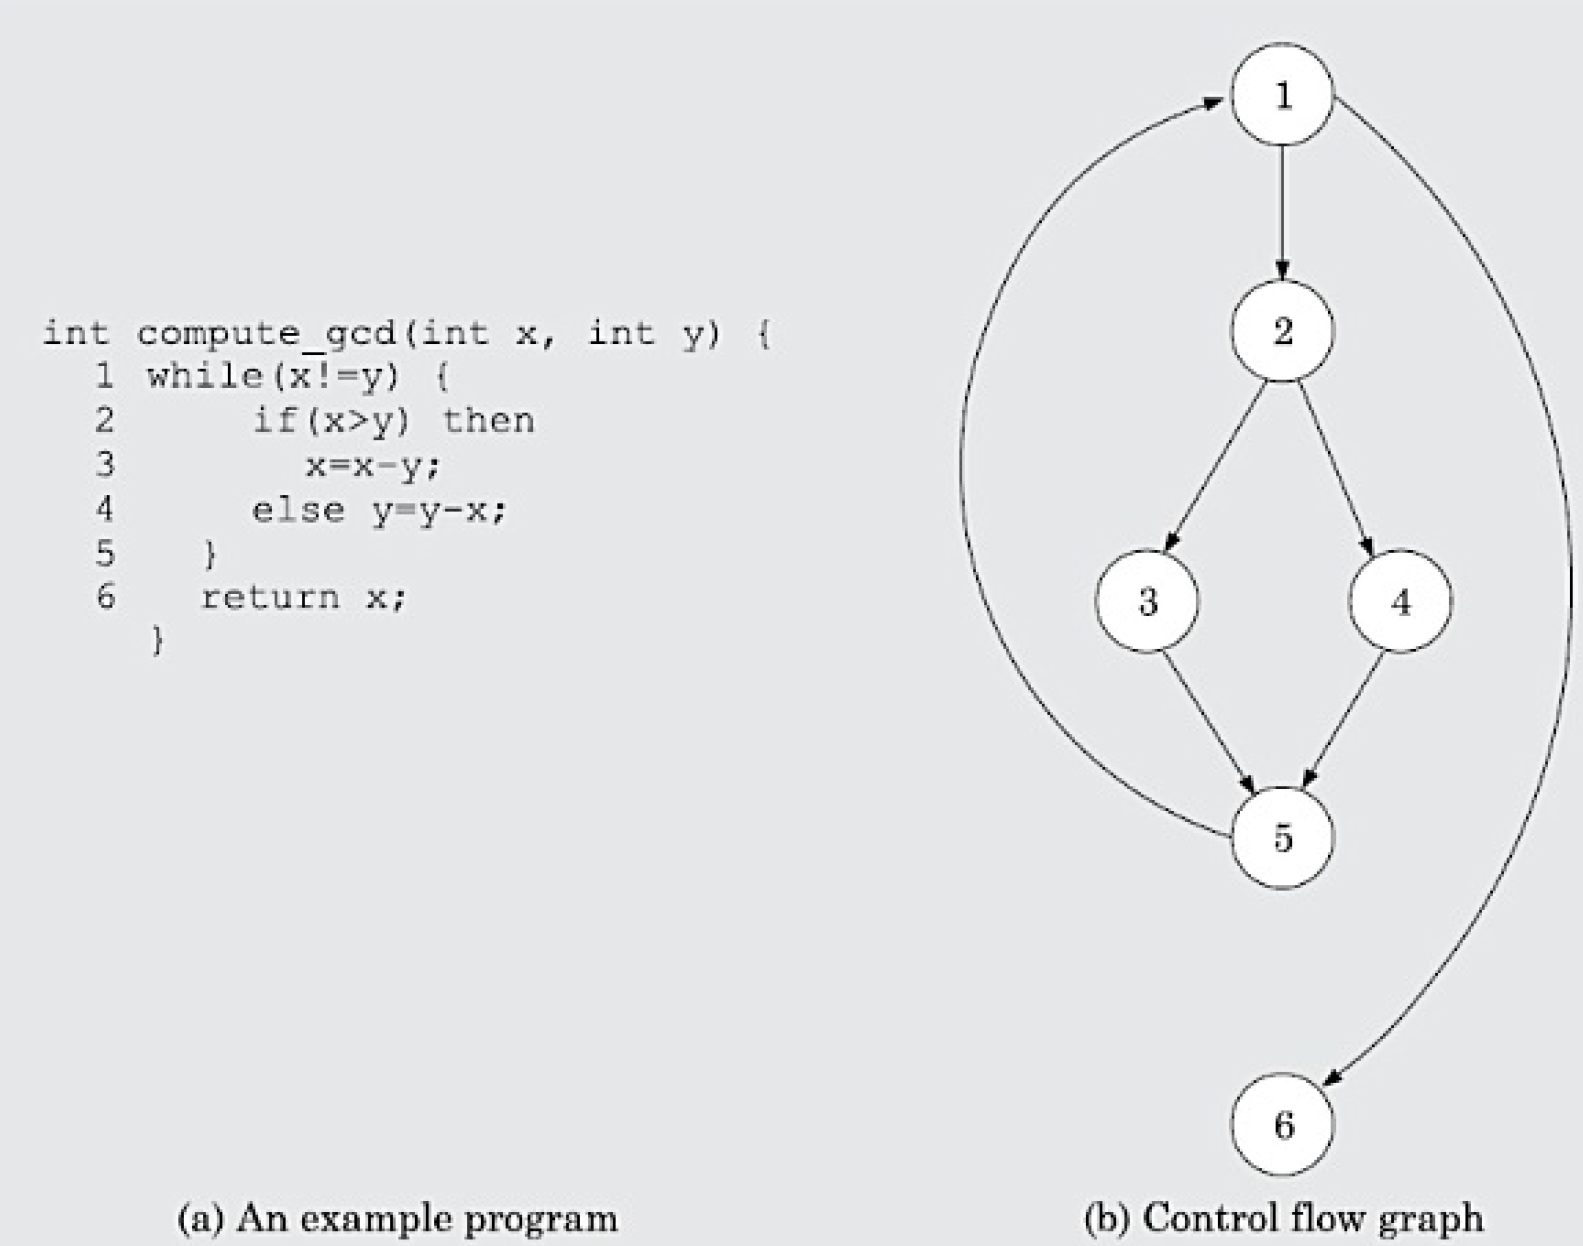 int compute_gcd(int x, int y) {
1 while(x!=y) {
2 if(x>y) then
3 x=x-y;
4 else y=y-x;
5 }
6 return x;
}
(a) An example program
1
2
3 4
5
6
(b) Control flow graph